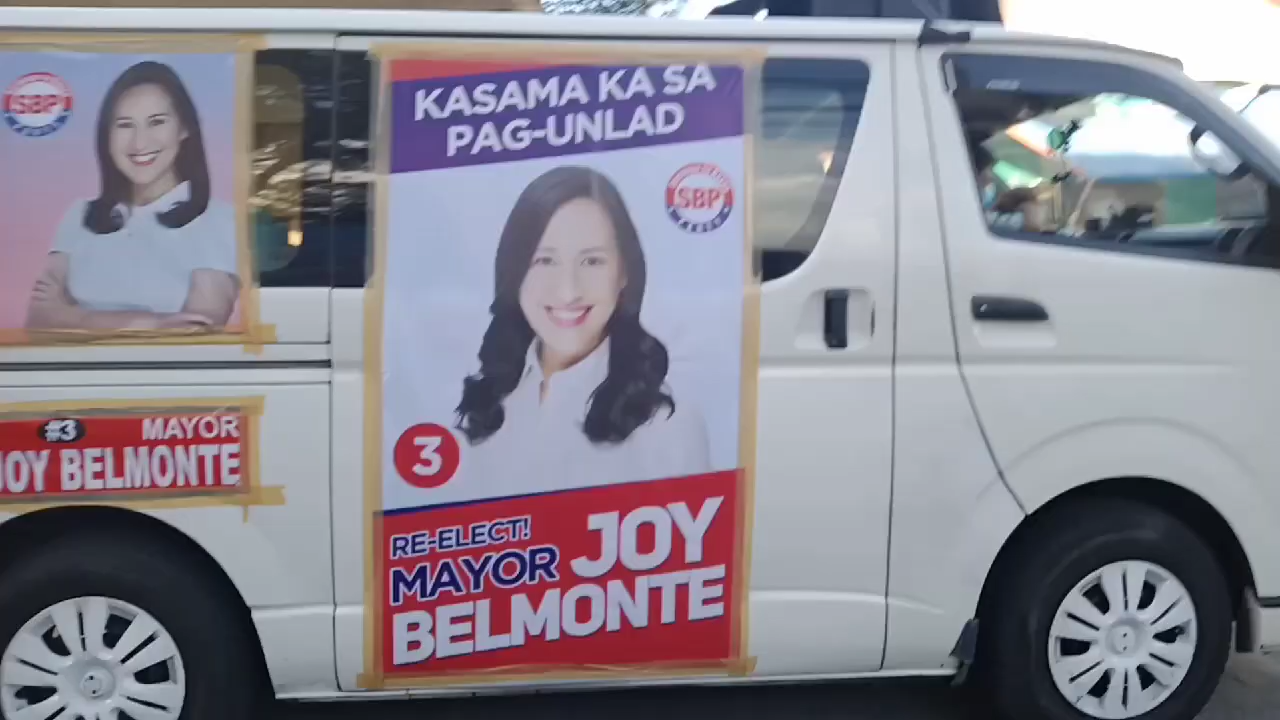 SBP
#3 MAYOR
JOY BELMONTE
KASAMA KA SA
PAG-UNLAD
SBP
3
RE-ELECT!
MAYOR JOY
BELMONTE